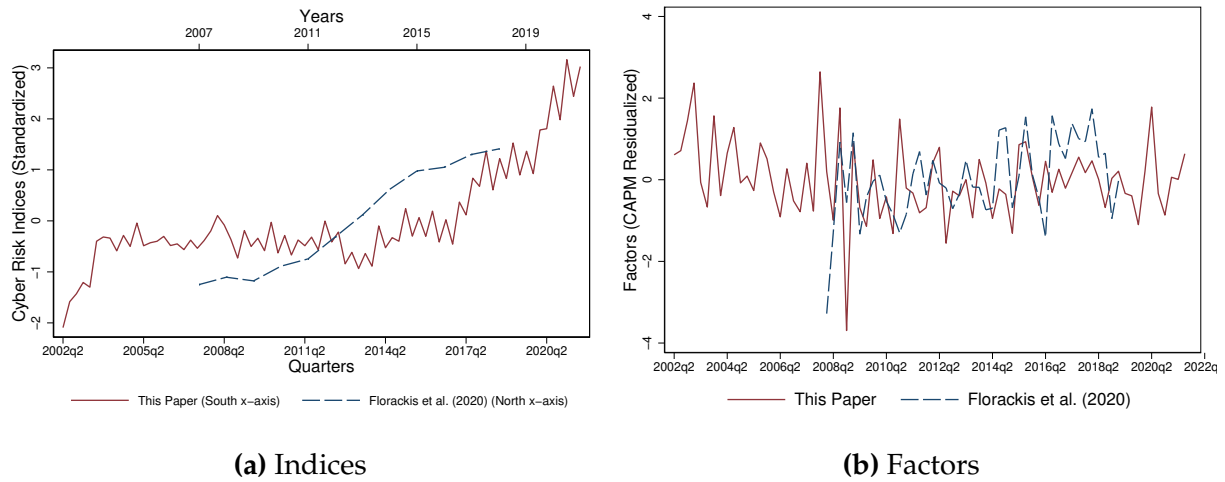 Years
2007 2011 2015 2019
Cyber Risk Indices (Standardized)
3
2
1
0
−1
−2
2002q2 2005q2 2008q2 2011q2 2014q2 2017q2 2020q2
Quarters
This Paper (South x−axis) Florackis et al. (2020) (North x−axis)
(a) Indices
Factors (CAPM Residualized)
4
2
0
−2
−4
2002q2 2004q2 2006q2 2008q2 2010q2 2012q2 2014q2 2016q2 2018q2 2020q2 2022q
This Paper Florackis et al. (2020)
(b) Factors